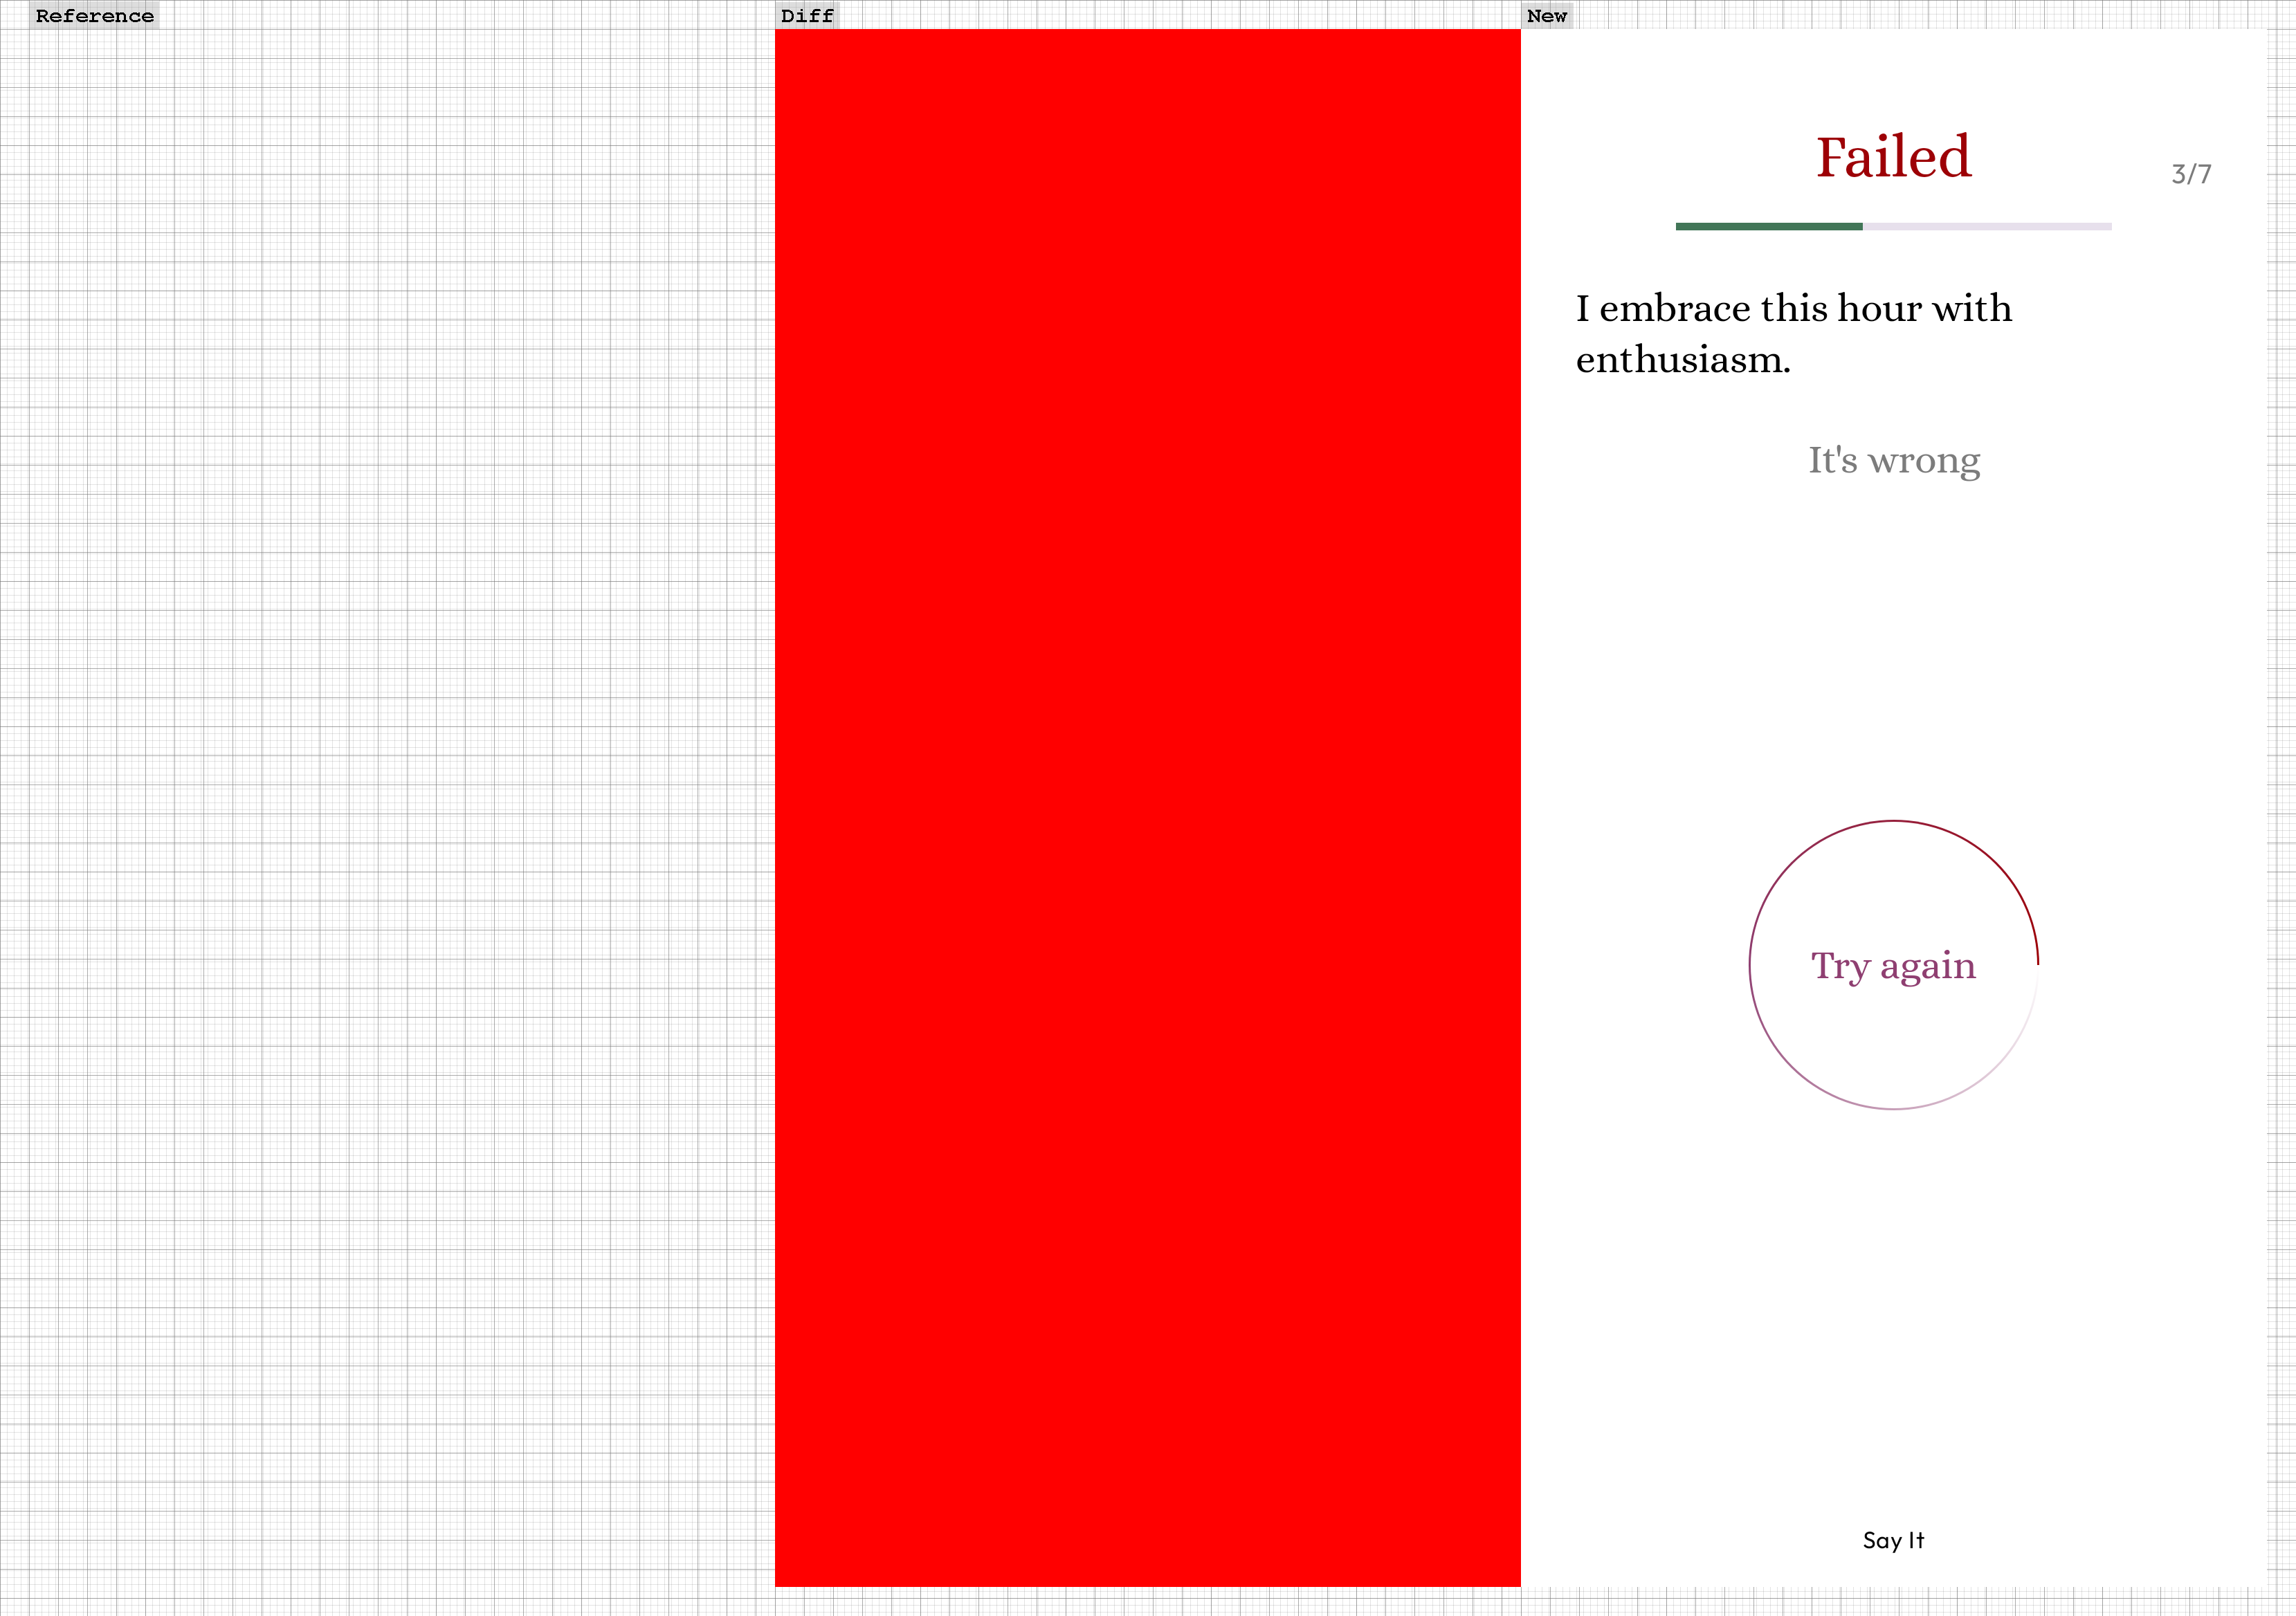 Reference
Diff
New
Failed
3/7
I embrace this hour with
enthusiasm.
It's wrong
Try again
Say It